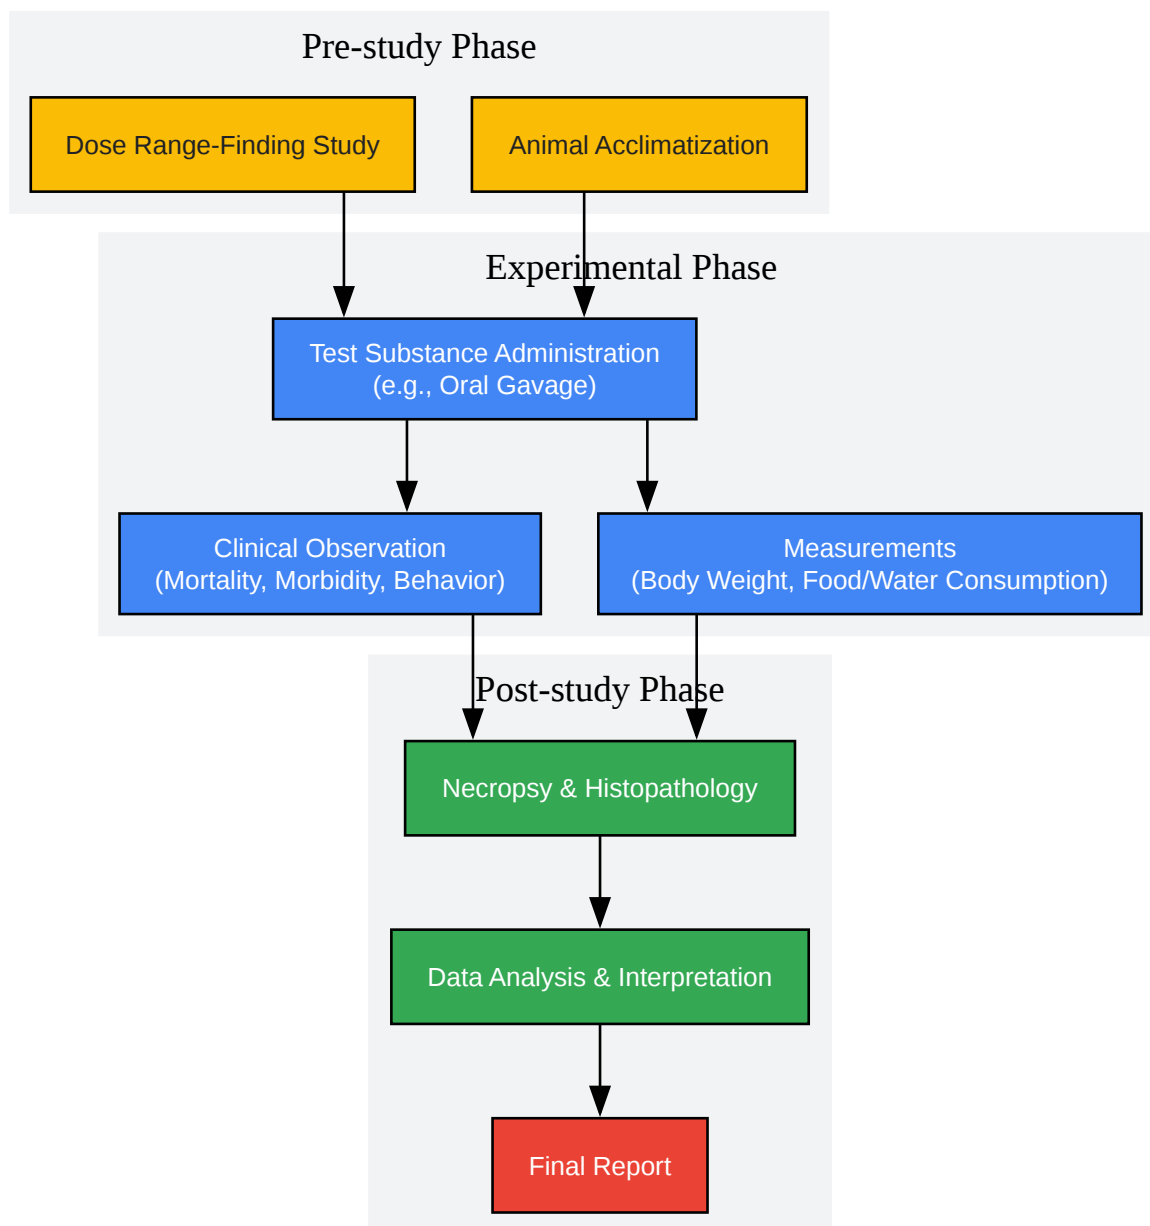 Pre-study Phase
Dose Range-Finding Study
Animal Acclimatization
Experimental Phase
Test Substance Administration
(e.g., Oral Gavage)
Clinical Observation
(Mortality, Morbidity, Behavior)
Measurements
(Body Weight, Food/Water Consumption)
Post-study Phase
Necropsy & Histopathology
Data Analysis & Interpretation
Final Report